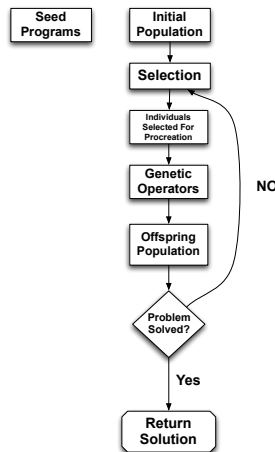 Seed
Programs
Initial
Population
Selection
Individuals
Selected For
Procreation
Genetic
Operators
Offspring
Population
NO
Problem
Solved?
Yes
Return
Solution